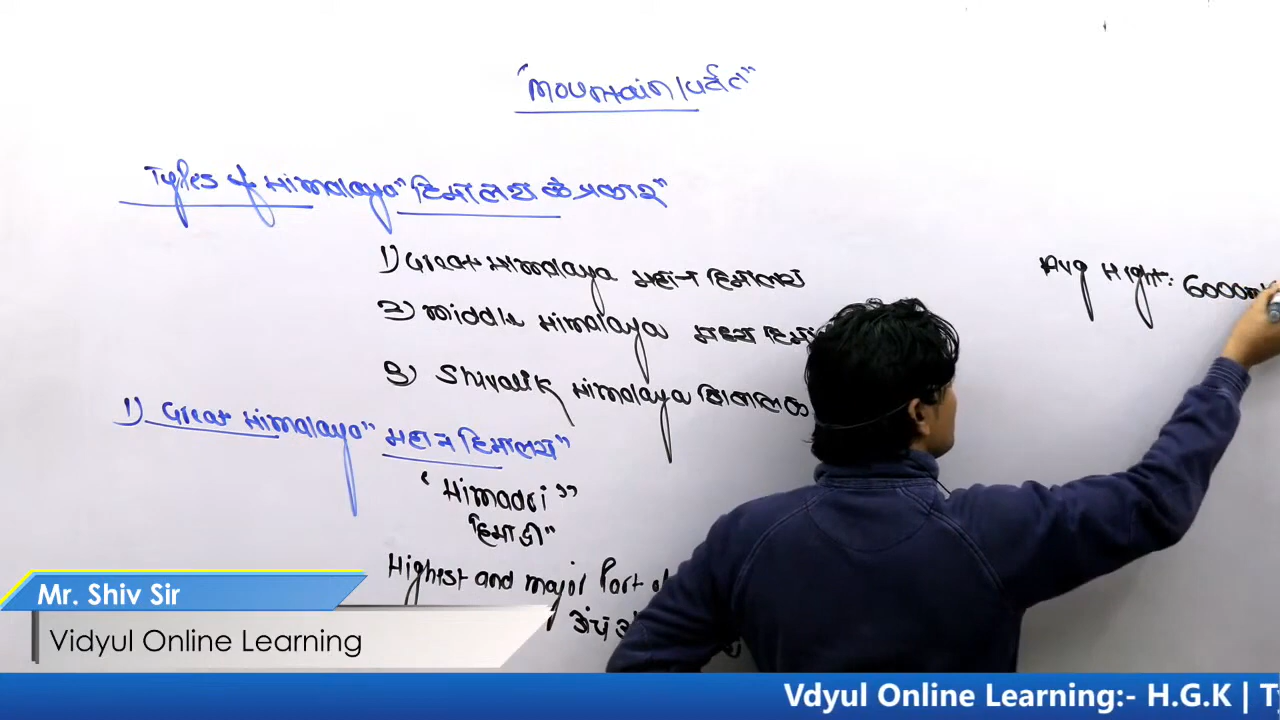 "Mountain/पर्वत"
Types of Himalaya" हिमालय के प्रकार"
1) Great Himalaya महान हिमालय
2) Middle Himalaya मध्य
3) Shivalik Himalaya शिवालिक
Avg Hight: 6000m
1) Great Himalaya" महान हिमालय"
"Himadri"
हिमाद्री"
Highest and major Part
Mr. Shiv Sir
Vidyul Online Learning
Vdyul Online Learning:- H.G.K |